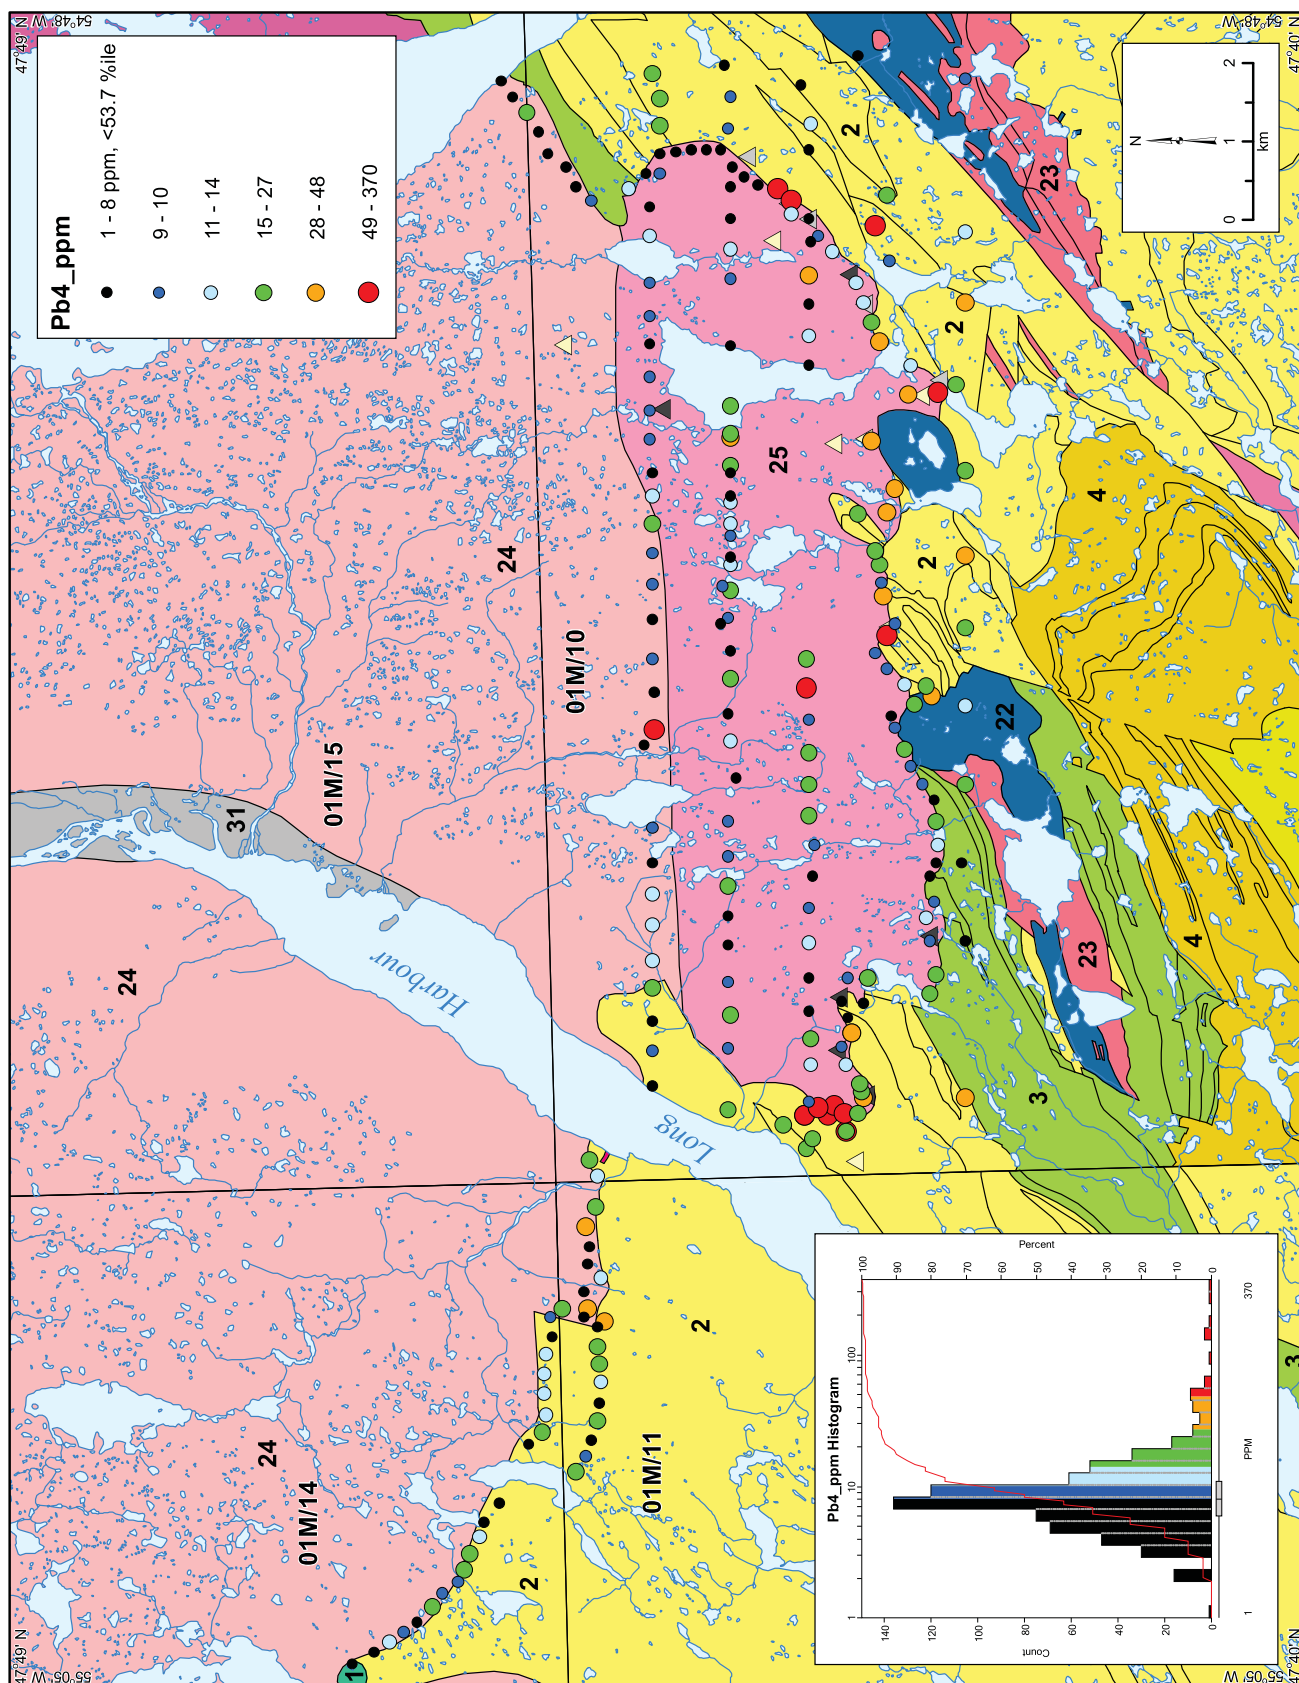 47°49' N
54°48' W
Pb4_ppm
1 - 8 ppm, <53.7 %ile
9 - 10
11 - 14
15 - 27
28 - 48
49 - 370
24
24
24
24
31
01M/14
01M/15
01M/10
01M/11
Harbour
Long
1
2
2
2
2
2
25
22
23
23
3
3
4
4
N
0
1
2
km
Pb4_ppm Histogram
Count
0
20
40
60
80
100
120
140
1
10
100
Percent
0
10
20
30
40
50
60
70
80
90
100
1
PPM
370
47°49' N
55°05' W
47°40' N
55°05' W
47°40' N
54°48' W